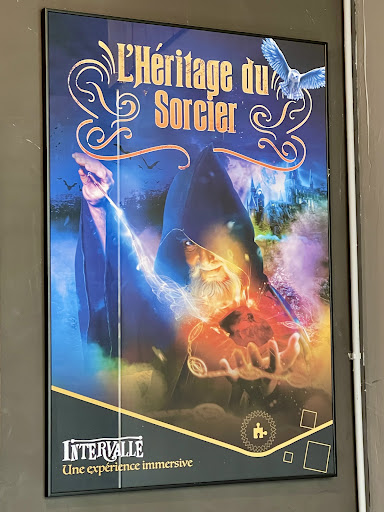 L'Héritage du
Sorcier
INTERVALLE
Une expérience immersive